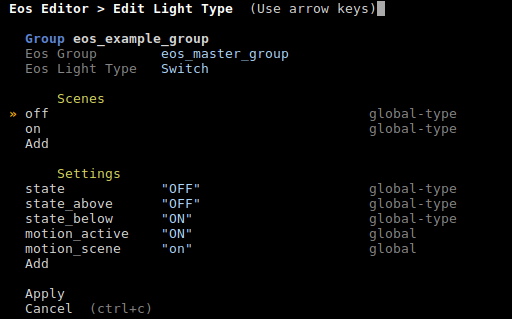 Eos Editor > Edit Light Type  (Use arrow keys)
Group eos_example_group
Eos Group        eos_master_group
Eos Light Type   Switch
Scenes
» off                                        global-type
on                                         global-type
Add
Settings
state            "OFF"                     global-type
state_above      "OFF"                     global-type
state_below      "ON"                      global-type
motion_active    "ON"                      global
motion_scene     "on"                      global
Add
Apply
Cancel  (ctrl+c)